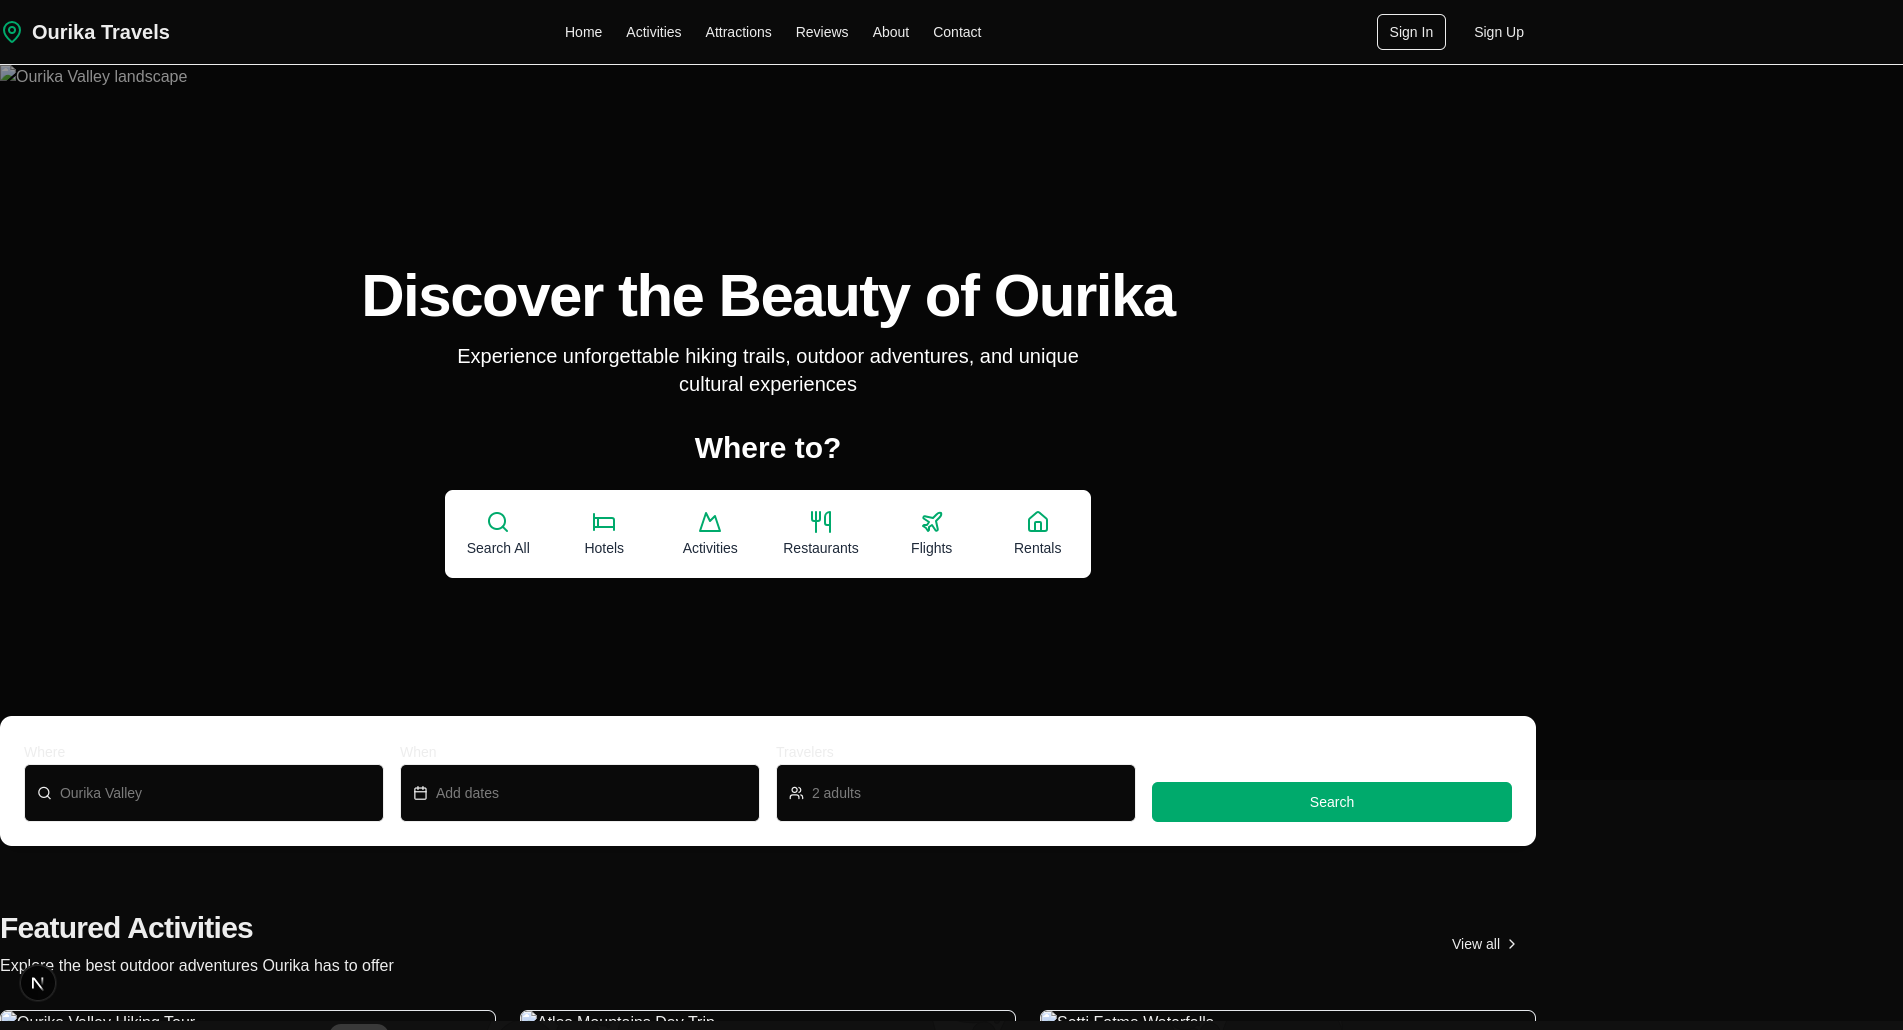 Ourika Travels
Home Activities Attractions Reviews About Contact
Sign In Sign Up
Ourika Valley landscape
Discover the Beauty of Ourika
Experience unforgettable hiking trails, outdoor adventures, and unique
cultural experiences
Where to?
Search All Hotels Activities Restaurants Flights Rentals
Where When Travelers
Ourika Valley Add dates 2 adults Search
Featured Activities
View all
Explore the best outdoor adventures Ourika has to offer
N
Ourika Valley Hiking Tour Atlas Mountains Day Trip Setti Fatma Waterfalls